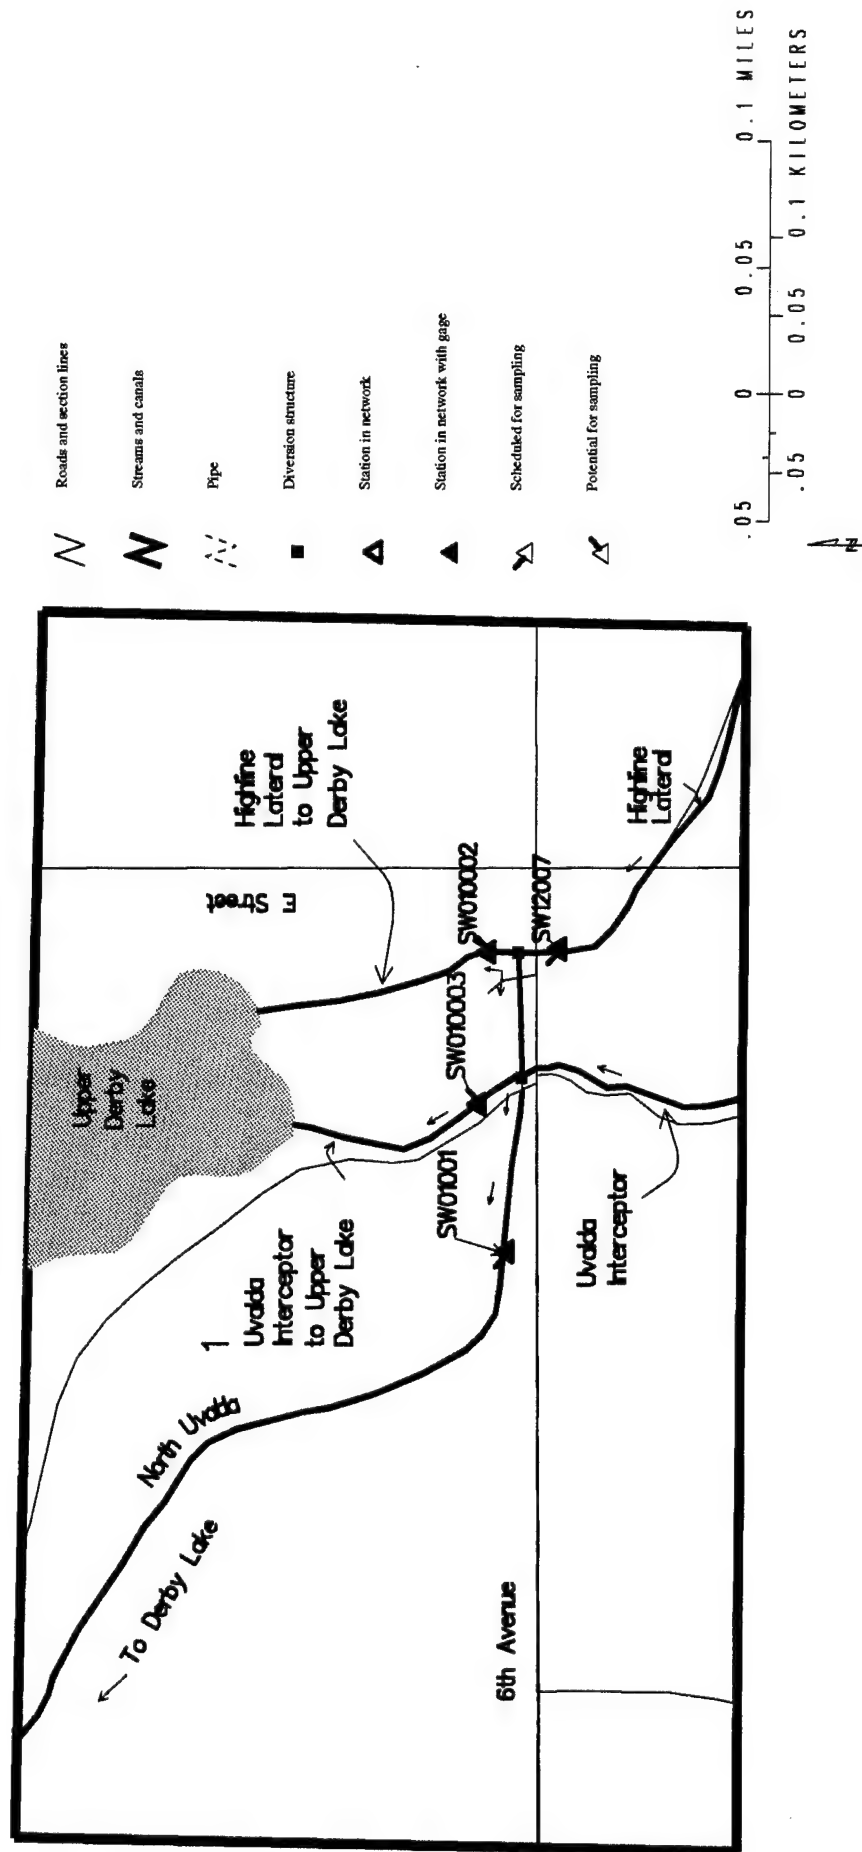 Upper
Derby
Lake
E Street
Highline
Lateral
to Upper
Derby Lake
SW010002
SW12007
SW010003
SW01001
Highline
Lateral
Uvalda
Interceptor
1
Uvalda
Interceptor
to Upper
Derby Lake
North Uvalda
To Derby Lake
6th Avenue
Roads and section lines
Streams and canals
Pipe
Diversion structure
Station in network
Station in network with gage
Scheduled for sampling
Potential for sampling
.05 0 0.05 0.1 MILES
.05 0 0.05 0.1 KILOMETERS
N